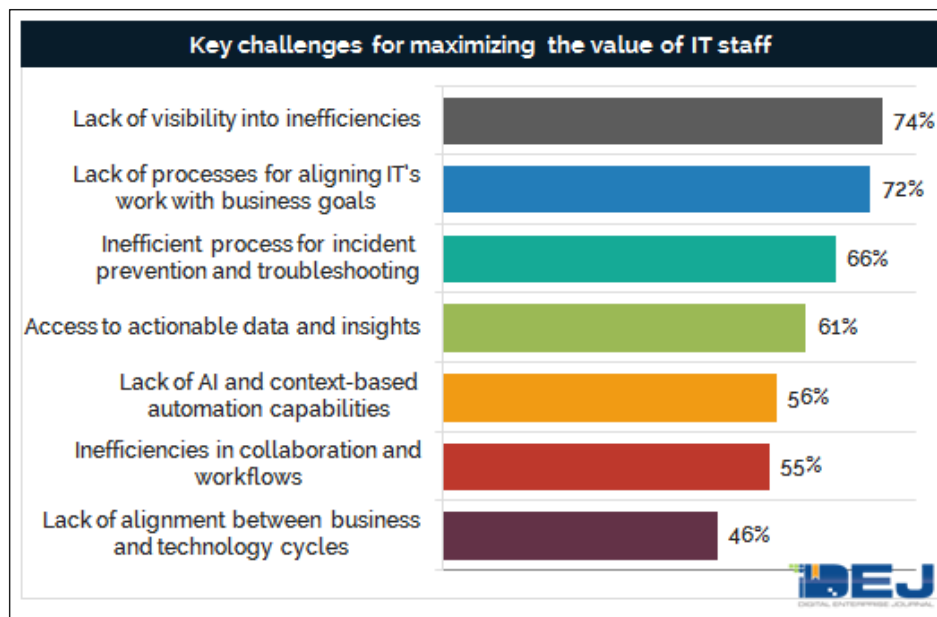 Key challenges for maximizing the value of IT staff
Lack of visibility into inefficiencies
74%
Lack of processes for aligning IT's
work with business goals
72%
Inefficient process for incident
prevention and troubleshooting
66%
Access to actionable data and insights
61%
Lack of AI and context-based
automation capabilities
56%
Inefficiencies in collaboration and
workflows
55%
Lack of alignment between business
and technology cycles
46%
DEJ
DIGITAL ENTERPRISE JOURNAL